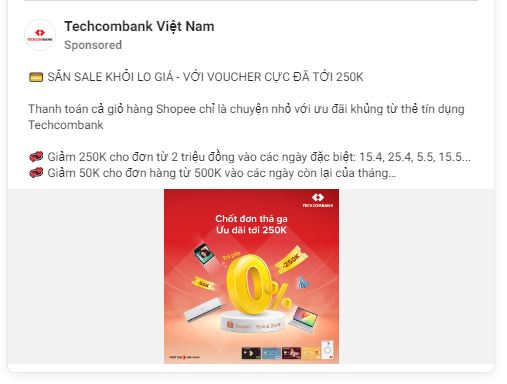 Techcombank Việt Nam
TECHCOMBANK
Sponsored
💳 SĂN SALE KHỎI LO GIÁ - VỚI VOUCHER CỰC ĐÃ TỚI 250K
Thanh toán cả giỏ hàng Shopee chỉ là chuyện nhỏ với ưu đãi khủng từ thẻ tín dụng
Techcombank
Giảm 250K cho đơn từ 2 triệu đồng vào các ngày đặc biệt: 15.4, 25.4, 5.5, 15.5...
Giảm 50K cho đơn hàng từ 500K vào các ngày còn lại của tháng...
TECHCOMBANK
Chốt đơn thả ga
Ưu đãi tới 250K
Trả góp
-250K
-50K
0%